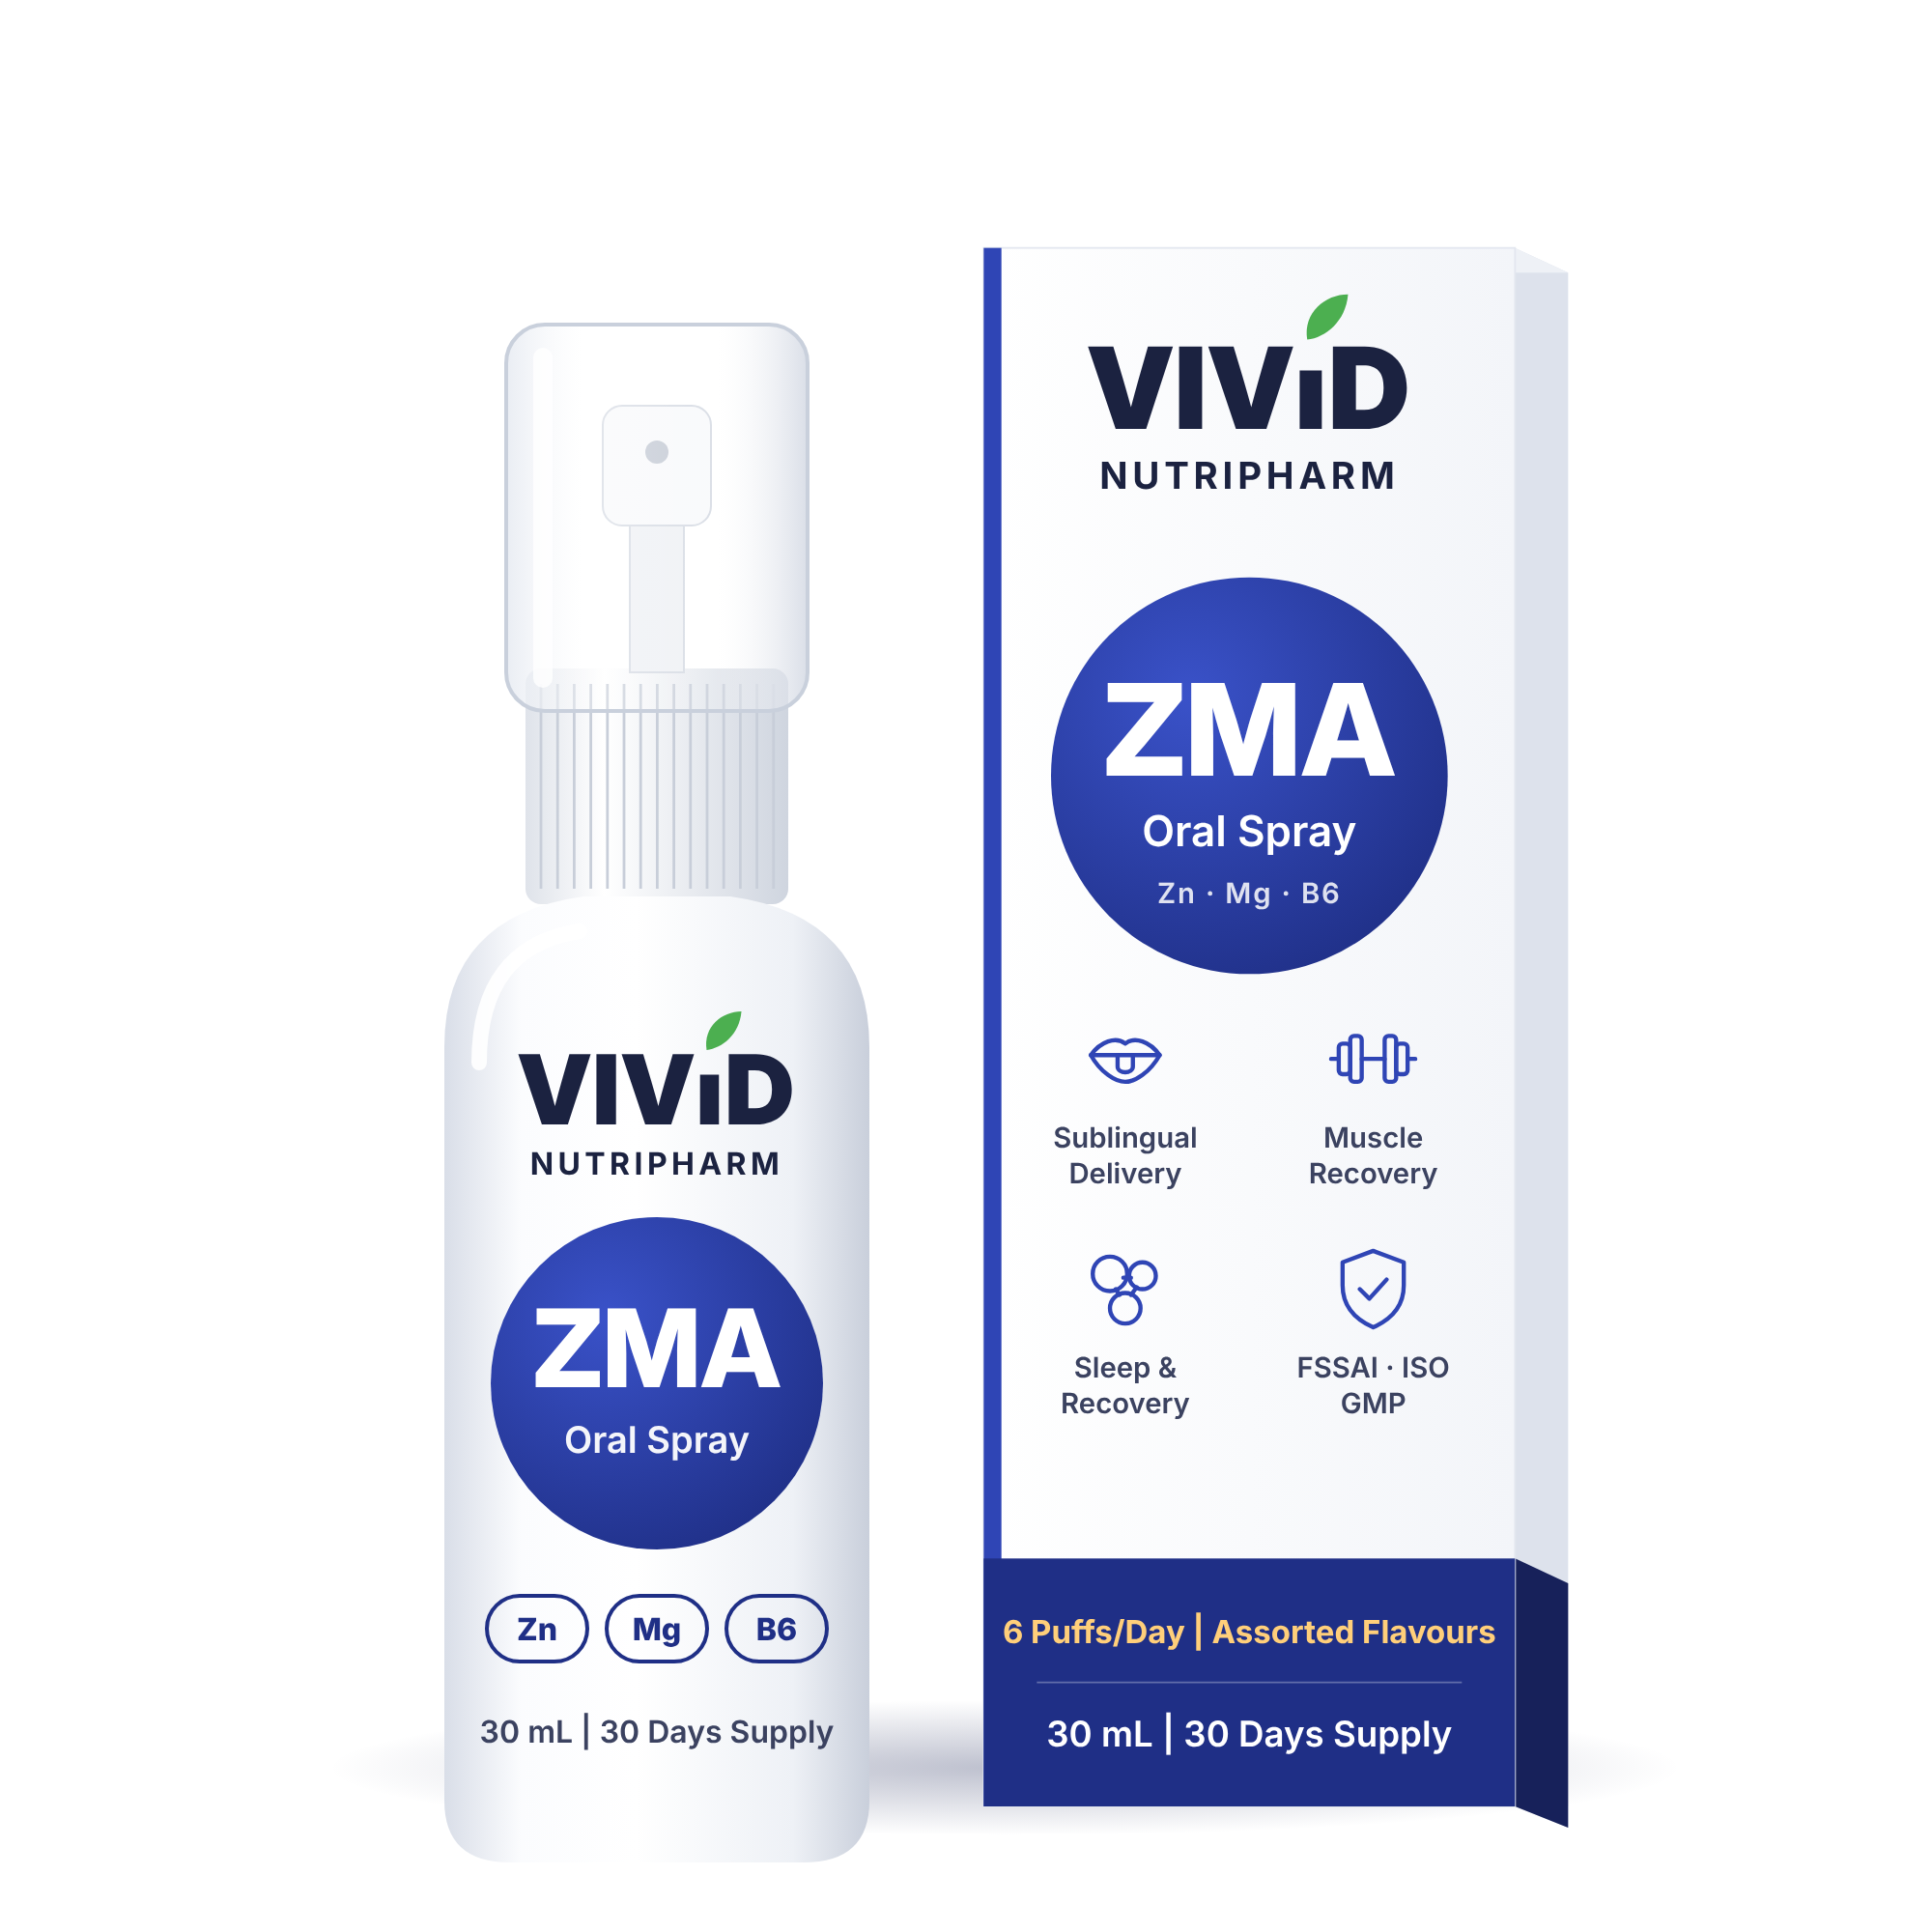 VIVıD
NUTRIPHARM
ZMA
Oral Spray
Zn
Mg
B6
30 mL | 30 Days Supply
VIVıD
NUTRIPHARM
ZMA
Oral Spray
Zn · Mg · B6
Sublingual
Delivery
Muscle
Recovery
Sleep &
Recovery
FSSAI · ISO
GMP
6 Puffs/Day | Assorted Flavours
30 mL | 30 Days Supply